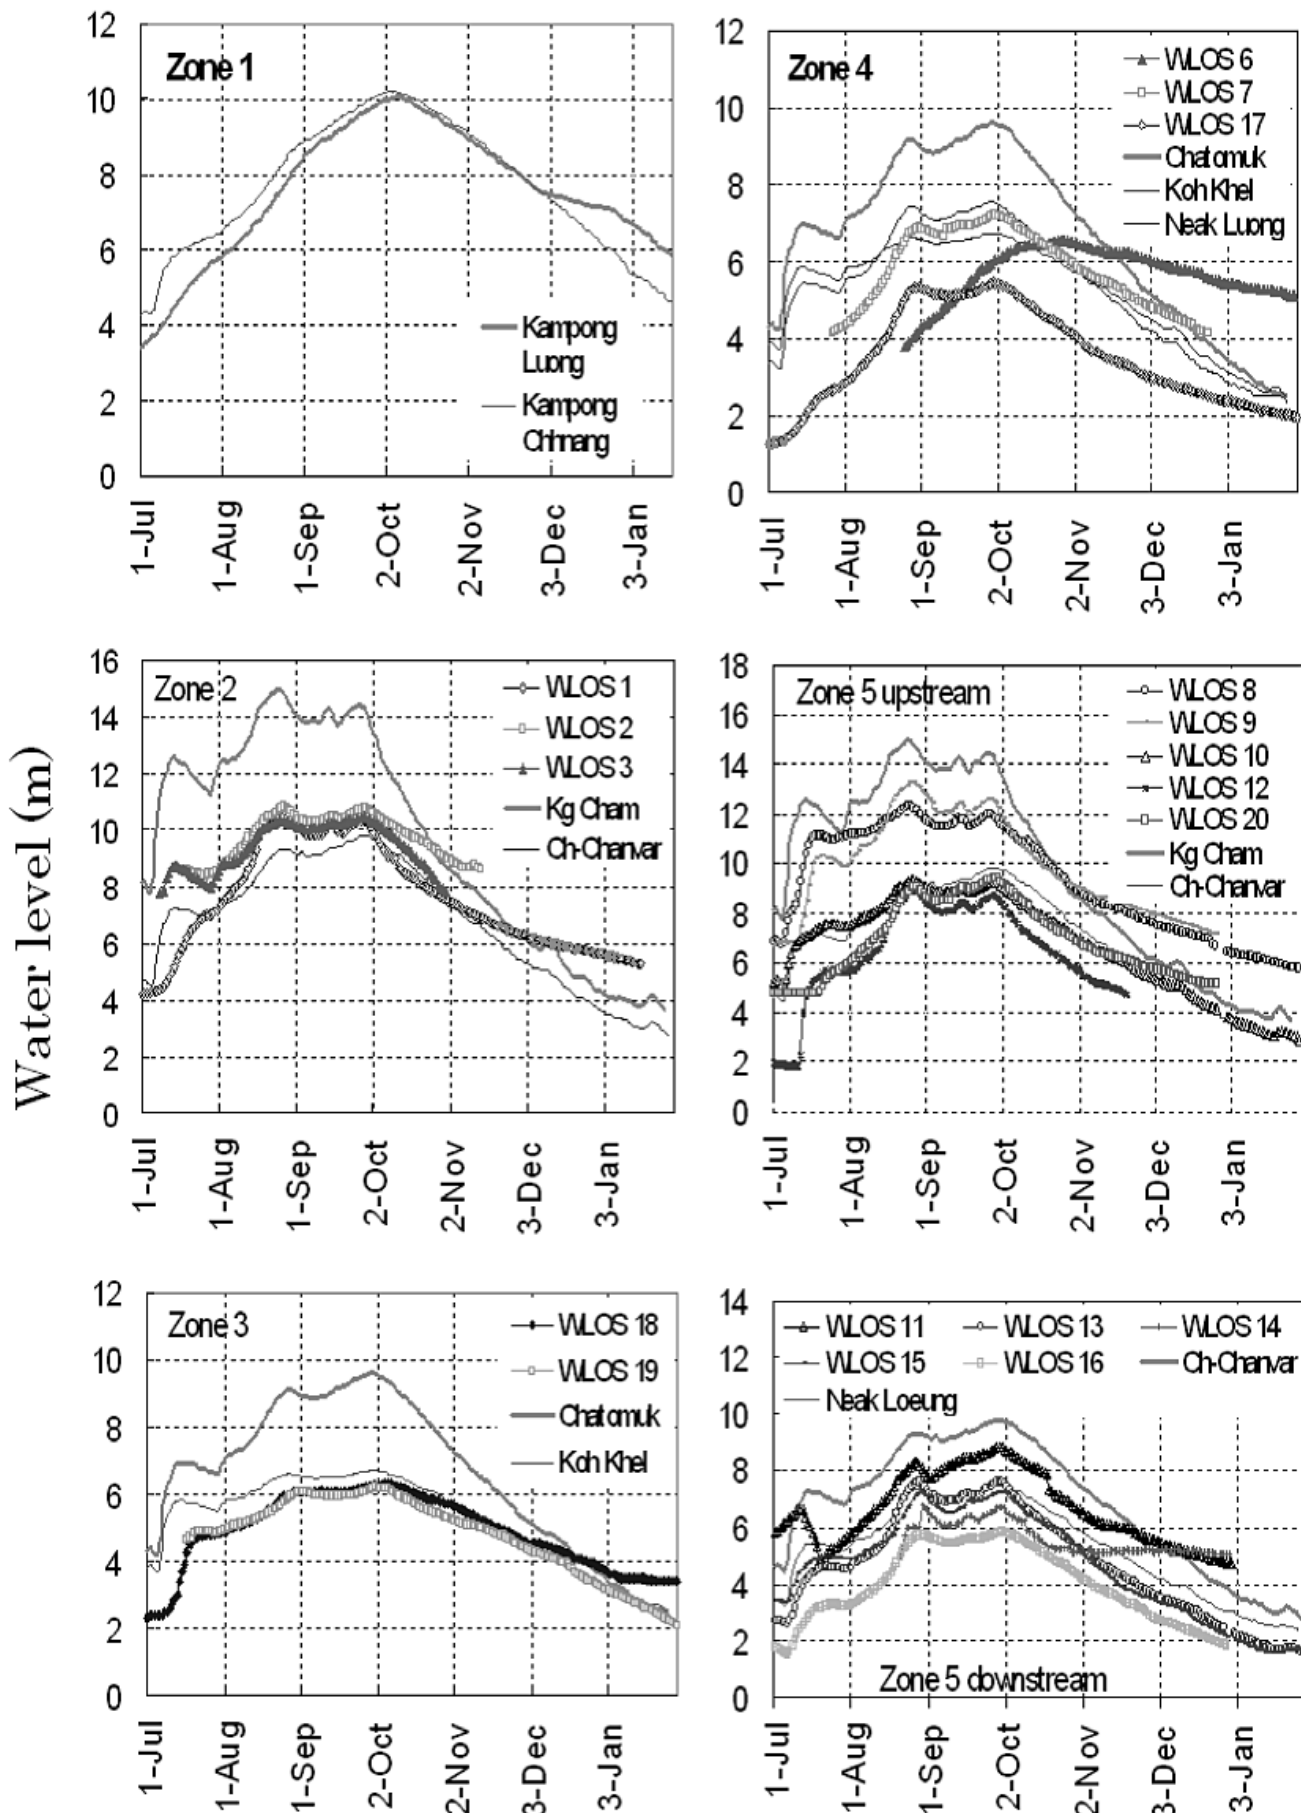 Water level (m)
Zone 1
12
10
8
6
4
2
0
Kampong
Luong
Kampong
Chhnang
1-Jul
1-Aug
1-Sep
2-Oct
2-Nov
3-Dec
3-Jan
Zone 4
12
10
8
6
4
2
0
WLOS 6
WLOS 7
WLOS 17
Chatomuk
Koh Khel
Neak Luong
1-Jul
1-Aug
1-Sep
2-Oct
2-Nov
3-Dec
3-Jan
Zone 2
16
14
12
10
8
6
4
2
0
WLOS 1
WLOS 2
WLOS 3
Kg Cham
Ch-Chanvar
1-Jul
1-Aug
1-Sep
2-Oct
2-Nov
3-Dec
3-Jan
Zone 5 upstream
18
16
14
12
10
8
6
4
2
0
WLOS 8
WLOS 9
WLOS 10
WLOS 12
WLOS 20
Kg Cham
Ch-Chanvar
1-Jul
1-Aug
1-Sep
2-Oct
2-Nov
3-Dec
3-Jan
Zone 3
12
10
8
6
4
2
0
WLOS 18
WLOS 19
Chatomuk
Koh Khel
1-Jul
1-Aug
1-Sep
2-Oct
2-Nov
3-Dec
3-Jan
14
12
10
8
6
4
2
0
WLOS 11 WLOS 13 WLOS 14
WLOS 15 WLOS 16 Ch-Chanvar
Neak Loeung
Zone 5 downstream
1-Jul
1-Aug
1-Sep
2-Oct
2-Nov
3-Dec
3-Jan